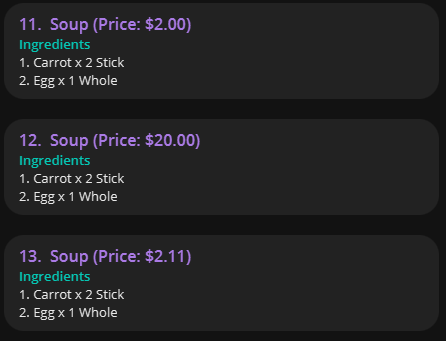 11. Soup (Price: $2.00)
Ingredients
1. Carrot x 2 Stick
2. Egg x 1 Whole
12. Soup (Price: $20.00)
Ingredients
1. Carrot x 2 Stick
2. Egg x 1 Whole
13. Soup (Price: $2.11)
Ingredients
1. Carrot x 2 Stick
2. Egg x 1 Whole